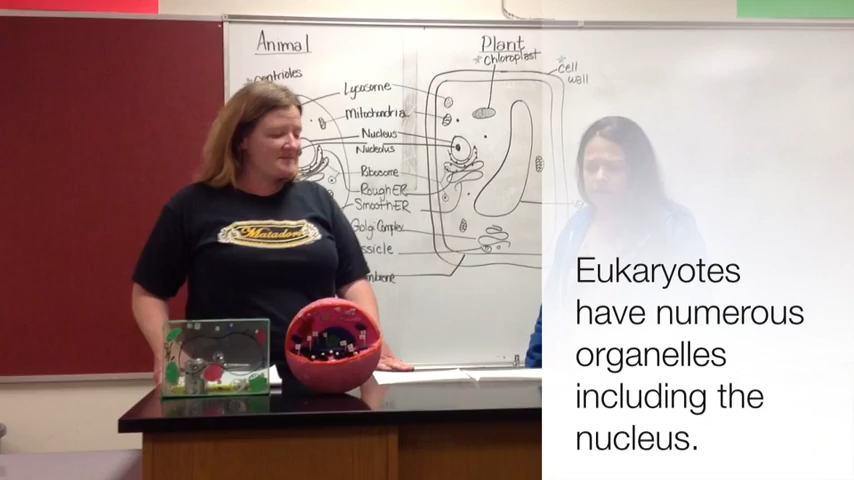 Animal
Plant
*Chloroplast
*Cell
wall
*Centrioles
Lysosome
Mitochondria
Nucleus
Nucleolus
Ribosome
Rough ER
Smooth ER
Golgi Complex
Matadors
Eukaryotes
have numerous
organelles
including the
nucleus.